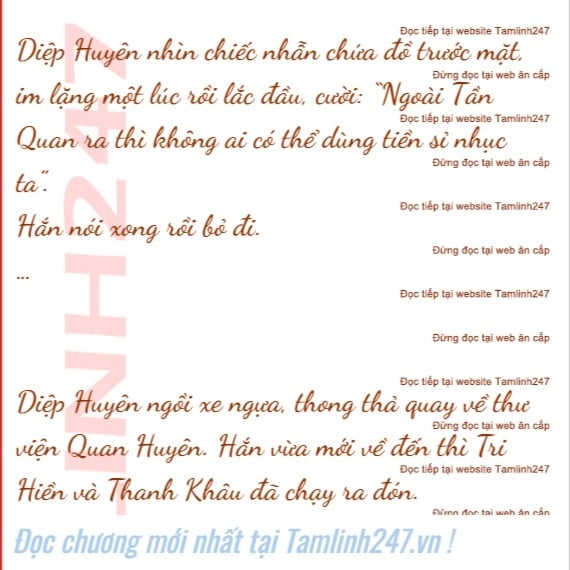 Đọc tiếp tại website Tamlinh247
Diệp Huyên nhìn chiếc nhẫn chứa đồ trước mặt,
Đừng đọc tại web ăn cắp
im lặng một lúc rồi lắc đầu, cười: “Ngoài Tần
Đọc tiếp tại website Tamlinh247
Quan ra thì không ai có thể dùng tiền sỉ nhục
Đừng đọc tại web ăn cắp
ta”.
Đọc tiếp tại website Tamlinh247
Hắn nói xong rồi bỏ đi.
Đừng đọc tại web ăn cắp
...
Đọc tiếp tại website Tamlinh247
Đừng đọc tại web ăn cắp
Đọc tiếp tại website Tamlinh247
Diệp Huyên ngồi xe ngựa, thong thả quay về thư
Đừng đọc tại web ăn cắp
viện Quan Huyên. Hắn vừa mới về đến thì Tri
Đọc tiếp tại website Tamlinh247
Hiền và Thanh Khâu đã chạy ra đón.
Đừng đọc tại web ăn cắp
INH247
Đọc chương mới nhất tại Tamlinh247.vn !